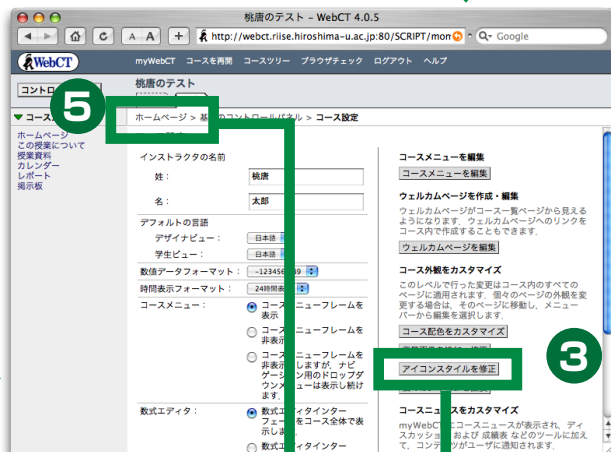 桃唐のテスト – WebCT 4.0.5
A A + http://webct.riise.hiroshima-u.ac.jp:80/SCRIPT/mom Q- Google
WebCT myWebCT コースを再開 コースツリー ブラウザチェック ログアウト ヘルプ
コントロ
桃唐のテスト
5
▼ コース
ホームページ > コントロールパネル > コース設定
ホームページ
この授業について
授業資料
カレンダー
レポート
掲示板
インストラクタの名前
姓： 桃唐
名： 太郎
デフォルトの言語
デザイナビュー： 日本語
学生ビュー： 日本語
数値データフォーマット： -123456
時間表示フォーマット： 24時間
コースメニュー：
コース ニューフレームを
表示
コース ニューフレームを
非表示
コース ニューフレームを
非表示 しますが，ナビ
ゲーシ ン用のドロップダ
ウンメ ューは表示し続け
ます．
数式エディタ：
数式エ ィタインター
フェー をコース全体で表
示しま
数式エ ィタインター
コースメニューを編集
コースメニューを編集
ウェルカムページを作成・編集
ウェルカムページがコース一覧ページから見える
ようになります．ウェルカムページへのリンクを
コース内で作成することもできます．
ウェルカムページを編集
コース外観をカスタマイズ
このレベルで行った変更はコース内のすべての
ページに適用されます．個々のページの外観を変
更する場合は，そのページに移動し，メニュー
バーから編集を選択します．
コース配色をカスタマイズ
3
アイコンスタイルを修正
コースニュ スをカスタマイズ
myWebCT にコースニュースが表示され，ディ
スカッショ および 成績表 などのツールに加え
て，コンテ ツがユーザに通知されます．